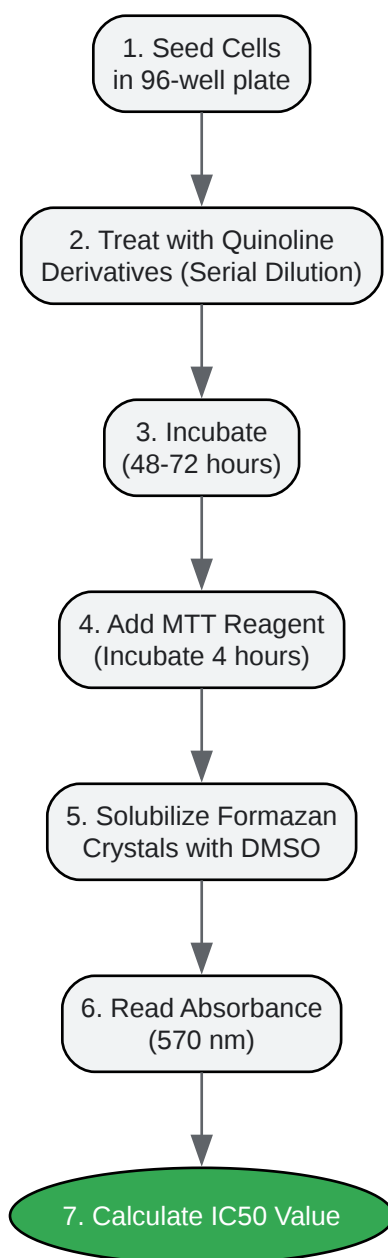 1. Seed Cells
in 96-well plate
2. Treat with Quinoline
Derivatives (Serial Dilution)
3. Incubate
(48-72 hours)
4. Add MTT Reagent
(Incubate 4 hours)
5. Solubilize Formazan
Crystals with DMSO
6. Read Absorbance
(570 nm)
7. Calculate IC50 Value